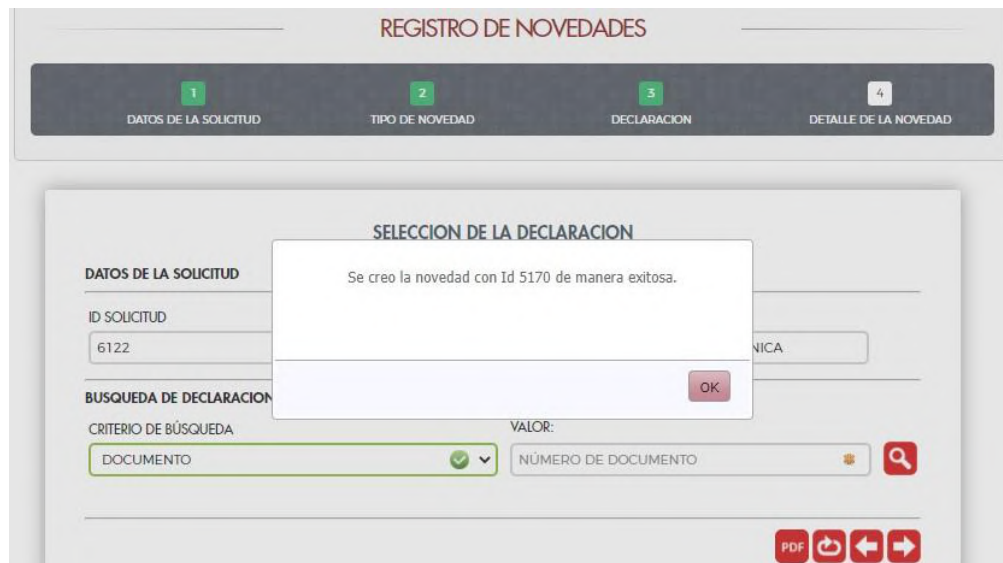 REGISTRO DE NOVEDADES
1
2
3
4
DATOS DE LA SOLICITUD
TIPO DE NOVEDAD
DECLARACION
DETALLE DE LA NOVEDAD
SELECCION DE LA DECLARACION
DATOS DE LA SOLICITUD
Se creo la novedad con Id 5170 de manera exitosa.
ID SOLICITUD
6122
NICA
OK
BUSQUEDA DE DECLARACION
CRITERIO DE BÚSQUEDA
VALOR:
DOCUMENTO
NÚMERO DE DOCUMENTO
PDF